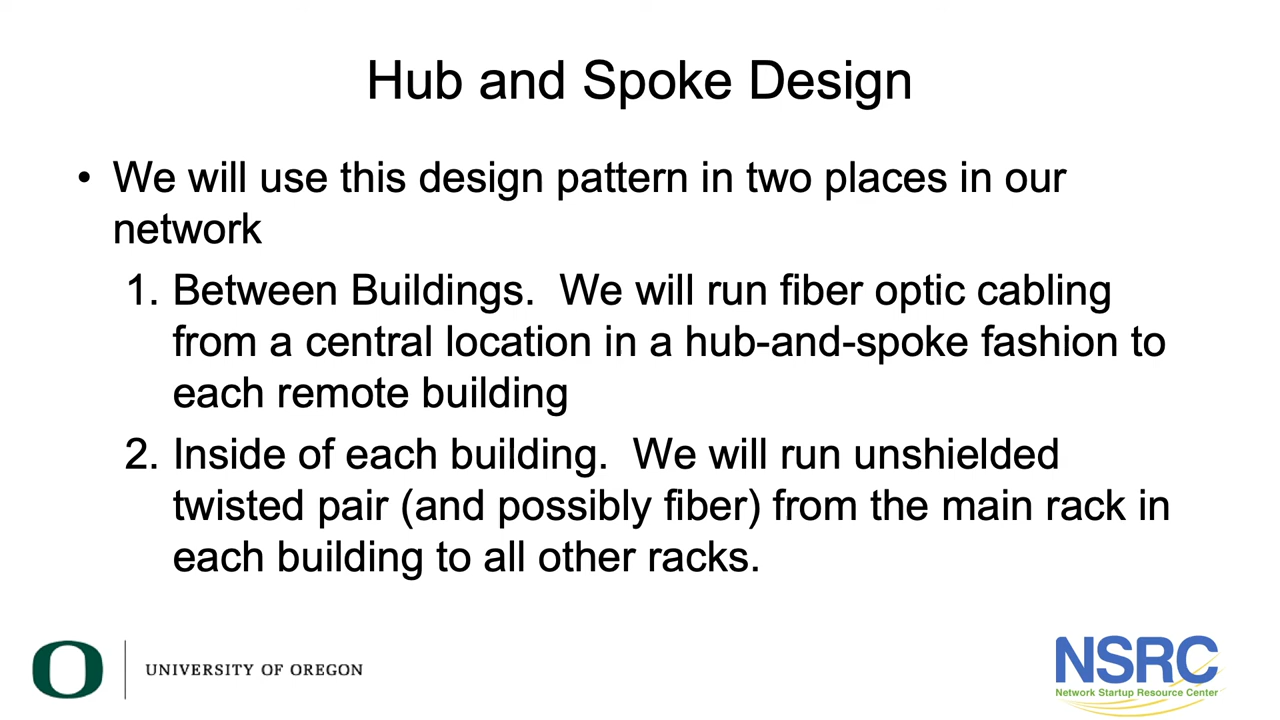 Hub and Spoke Design
• We will use this design pattern in two places in our
network
1. Between Buildings.  We will run fiber optic cabling
from a central location in a hub-and-spoke fashion to
each remote building
2. Inside of each building.  We will run unshielded
twisted pair (and possibly fiber) from the main rack in
each building to all other racks.
O
UNIVERSITY OF OREGON
NSRC
Network Startup Resource Center